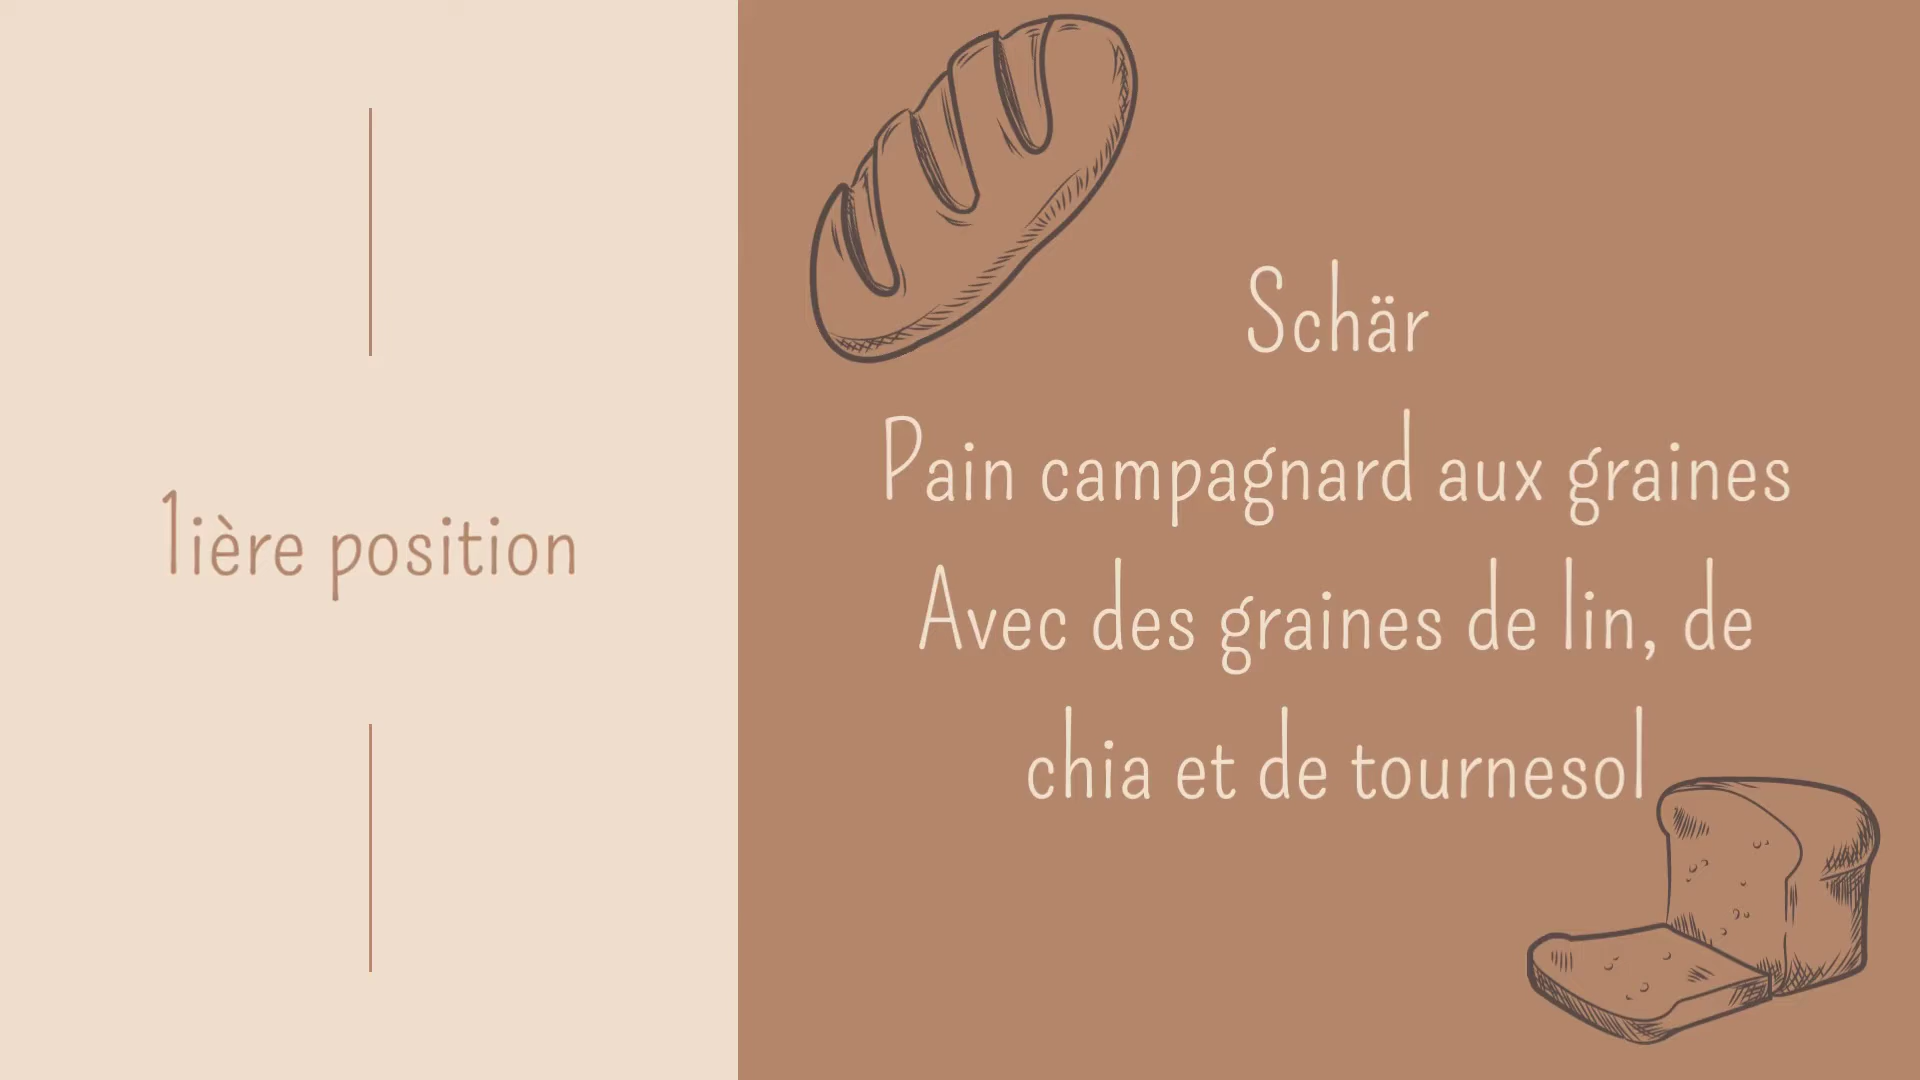 1ière position
Schär
Pain campagnard aux graines
Avec des graines de lin, de
chia et de tournesol